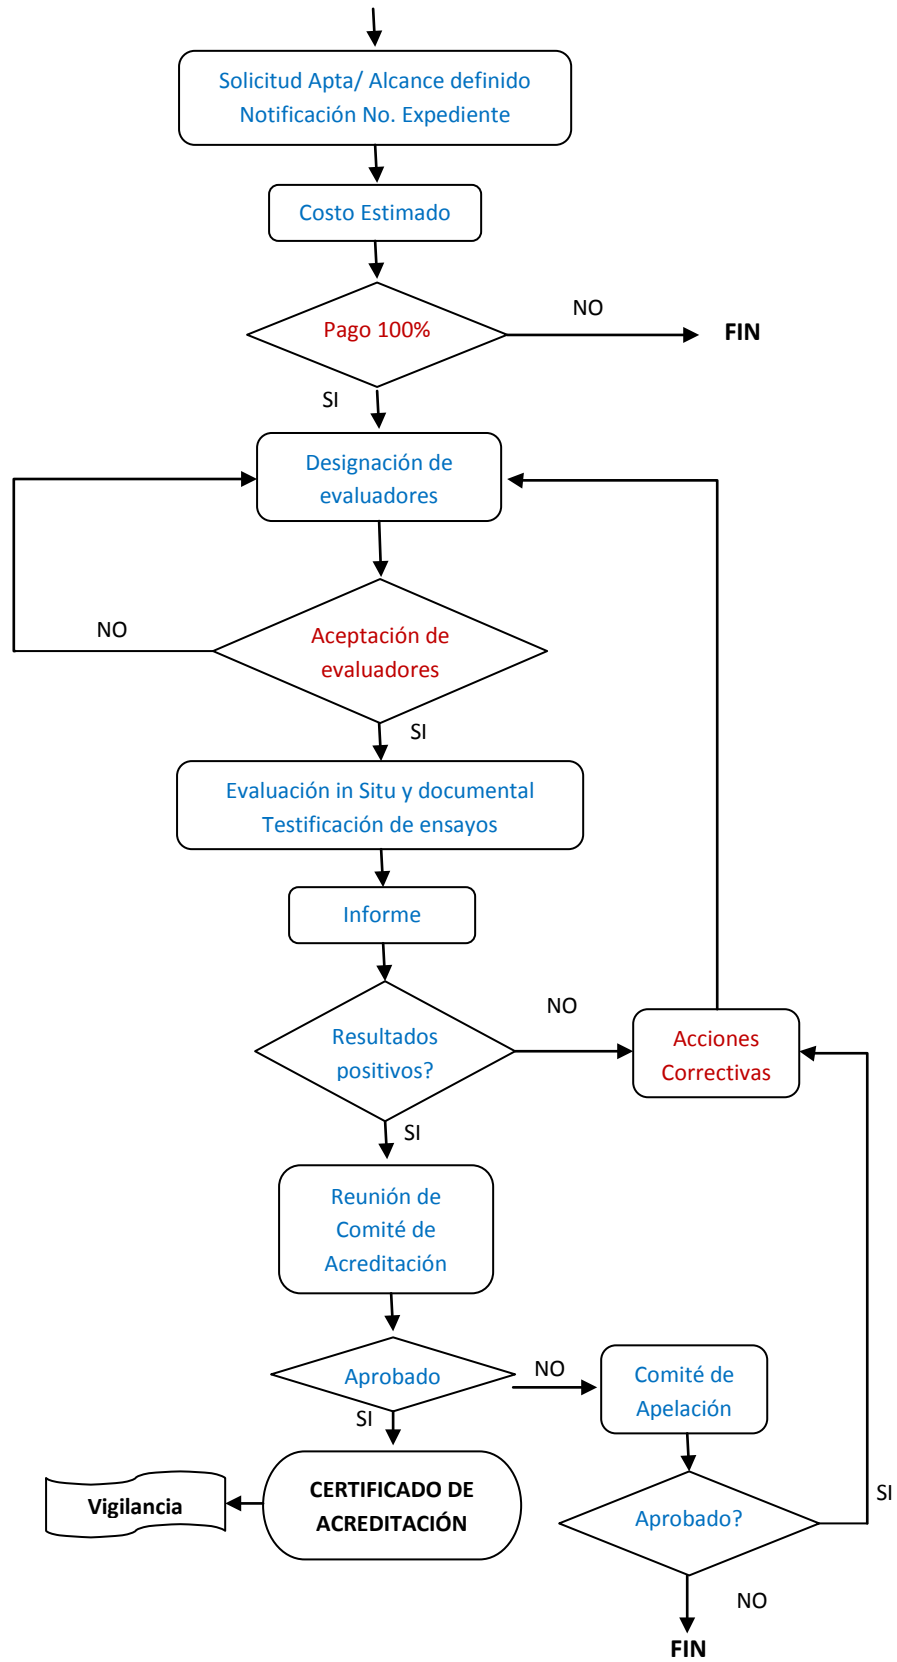 Solicitud Apta/ Alcance definido
Notificación No. Expediente
Costo Estimado
Pago 100%
NO
FIN
SI
Designación de
evaluadores
NO
Aceptación de
evaluadores
SI
Evaluación in Situ y documental
Testificación de ensayos
Informe
Resultados
positivos?
NO
Acciones
Correctivas
SI
Reunión de
Comité de
Acreditación
Aprobado
NO
Comité de
Apelación
SI
CERTIFICADO DE
ACREDITACIÓN
Vigilancia
Aprobado?
SI
NO
FIN